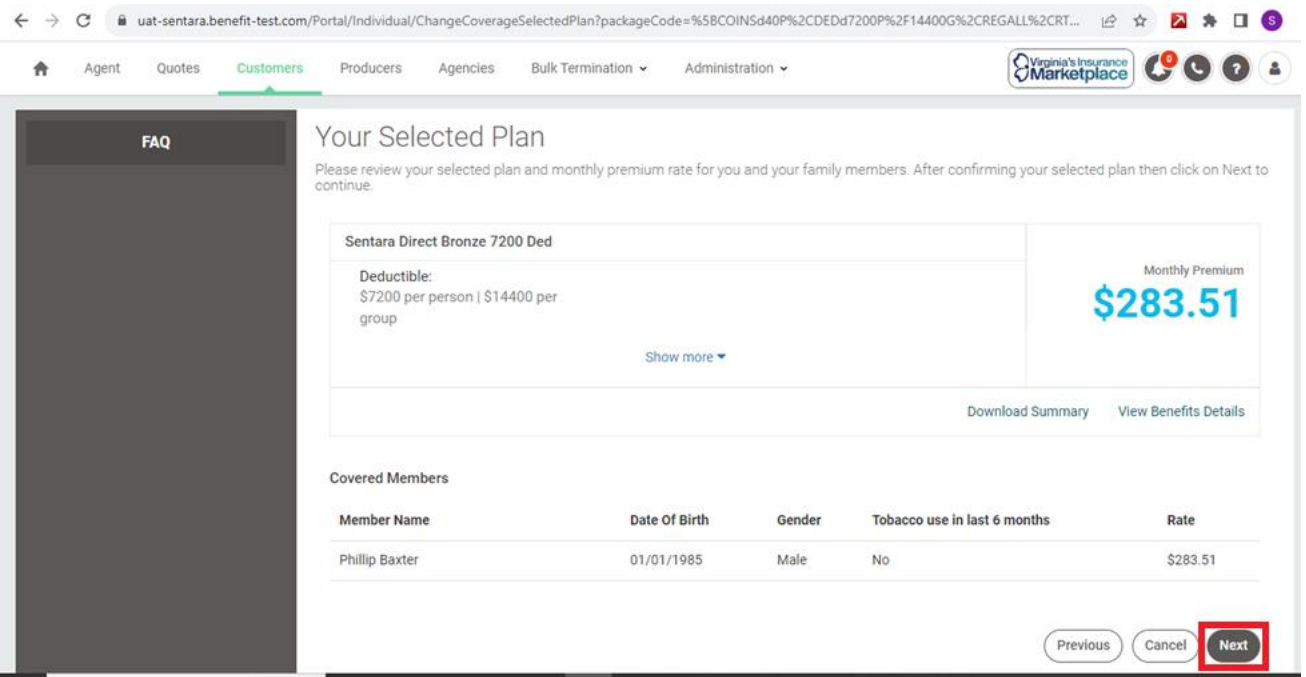 uat-sentara.benefit-test.com/Portal/Individual/ChangeCoverageSelectedPlan?packageCode=%5BCOINSd40P%2CDEDd7200P%2F14400G%2CREGALL%2CRT...
S
Agent Quotes Customers Producers Agencies Bulk Termination Administration
Virginia's Insurance
Marketplace
0
?
FAQ
Your Selected Plan
Please review your selected plan and monthly premium rate for you and your family members. After confirming your selected plan then click on Next to
continue.
Sentara Direct Bronze 7200 Ded
Deductible:
$7200 per person | $14400 per
group
Monthly Premium
$283.51
Show more
Download Summary View Benefits Details
Covered Members
Member Name Date Of Birth Gender Tobacco use in last 6 months Rate
Phillip Baxter 01/01/1985 Male No $283.51
Previous Cancel Next